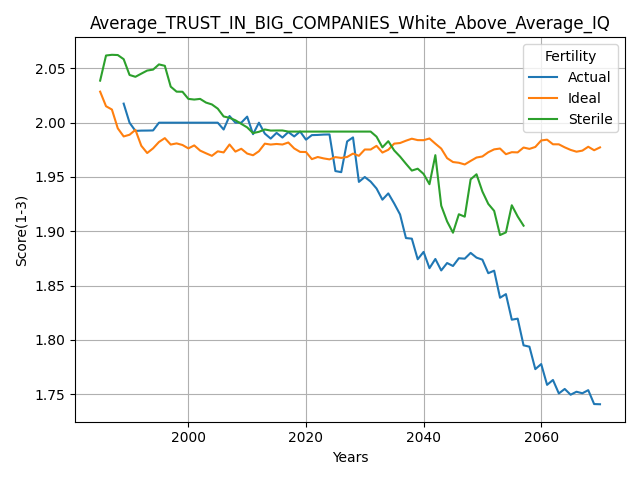 Average_TRUST_IN_BIG_COMPANIES_White_Above_Average_IQ
Fertility
Actual
Ideal
Sterile
Score(1-3)
2.05
2.00
1.95
1.90
1.85
1.80
1.75
2000
2020
2040
2060
Years